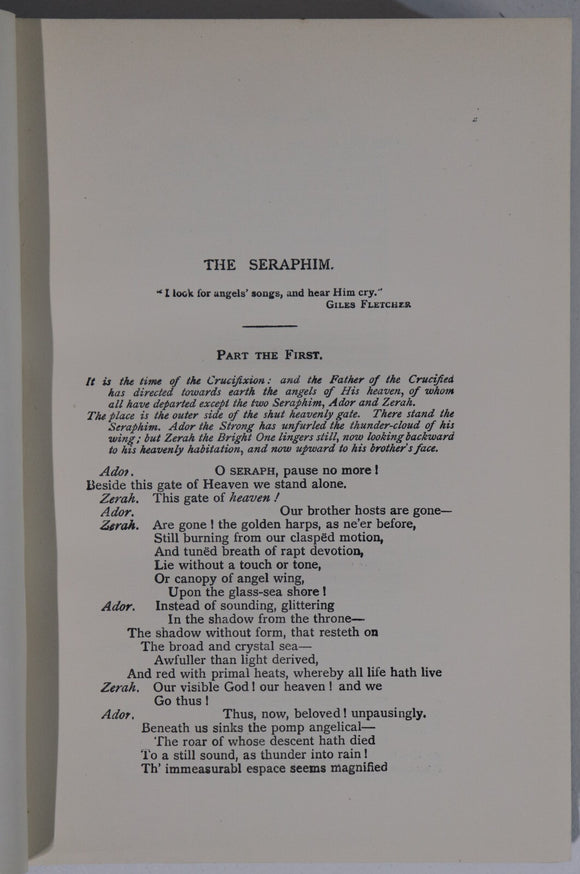 THE SERAPHIM.
"I look for angels' songs, and hear Him cry."
GILES FLETCHER
PART THE FIRST.
It is the time of the Crucifixion: and the Father of the Crucified
has directed towards earth the angels of His heaven, of whom
all have departed except the two Seraphim, Ador and Zerah.
The place is the outer side of the shut heavenly gate. There stand the
Seraphim. Ador the Strong has unfurled the thunder-cloud of his
wing; but Zerah the Bright One lingers still, now looking backward
to his heavenly habitation, and now upward to his brother's face.
Ador. O SERAPH, pause no more!
Beside this gate of Heaven we stand alone.
Zerah. This gate of heaven!
Ador. Our brother hosts are gone—
Zerah. Are gone! the golden harps, as ne'er before,
Still burning from our claspëd motion,
And tunëd breath of rapt devotion,
Lie without a touch or tone,
Or canopy of angel wing,
Upon the glass-sea shore!
Ador. Instead of sounding, glittering
In the shadow from the throne—
The shadow without form, that resteth on
The broad and crystal sea—
Awfuller than light derived,
And red with primal heats, whereby all life hath live
Zerah. Our visible God! our heaven! and we
Go thus!
Ador. Thus, now, beloved! unpausingly.
Beneath us sinks the pomp angelical—
The roar of whose descent hath died
To a still sound, as thunder into rain!
Th' immeasurabl espace seems magnified